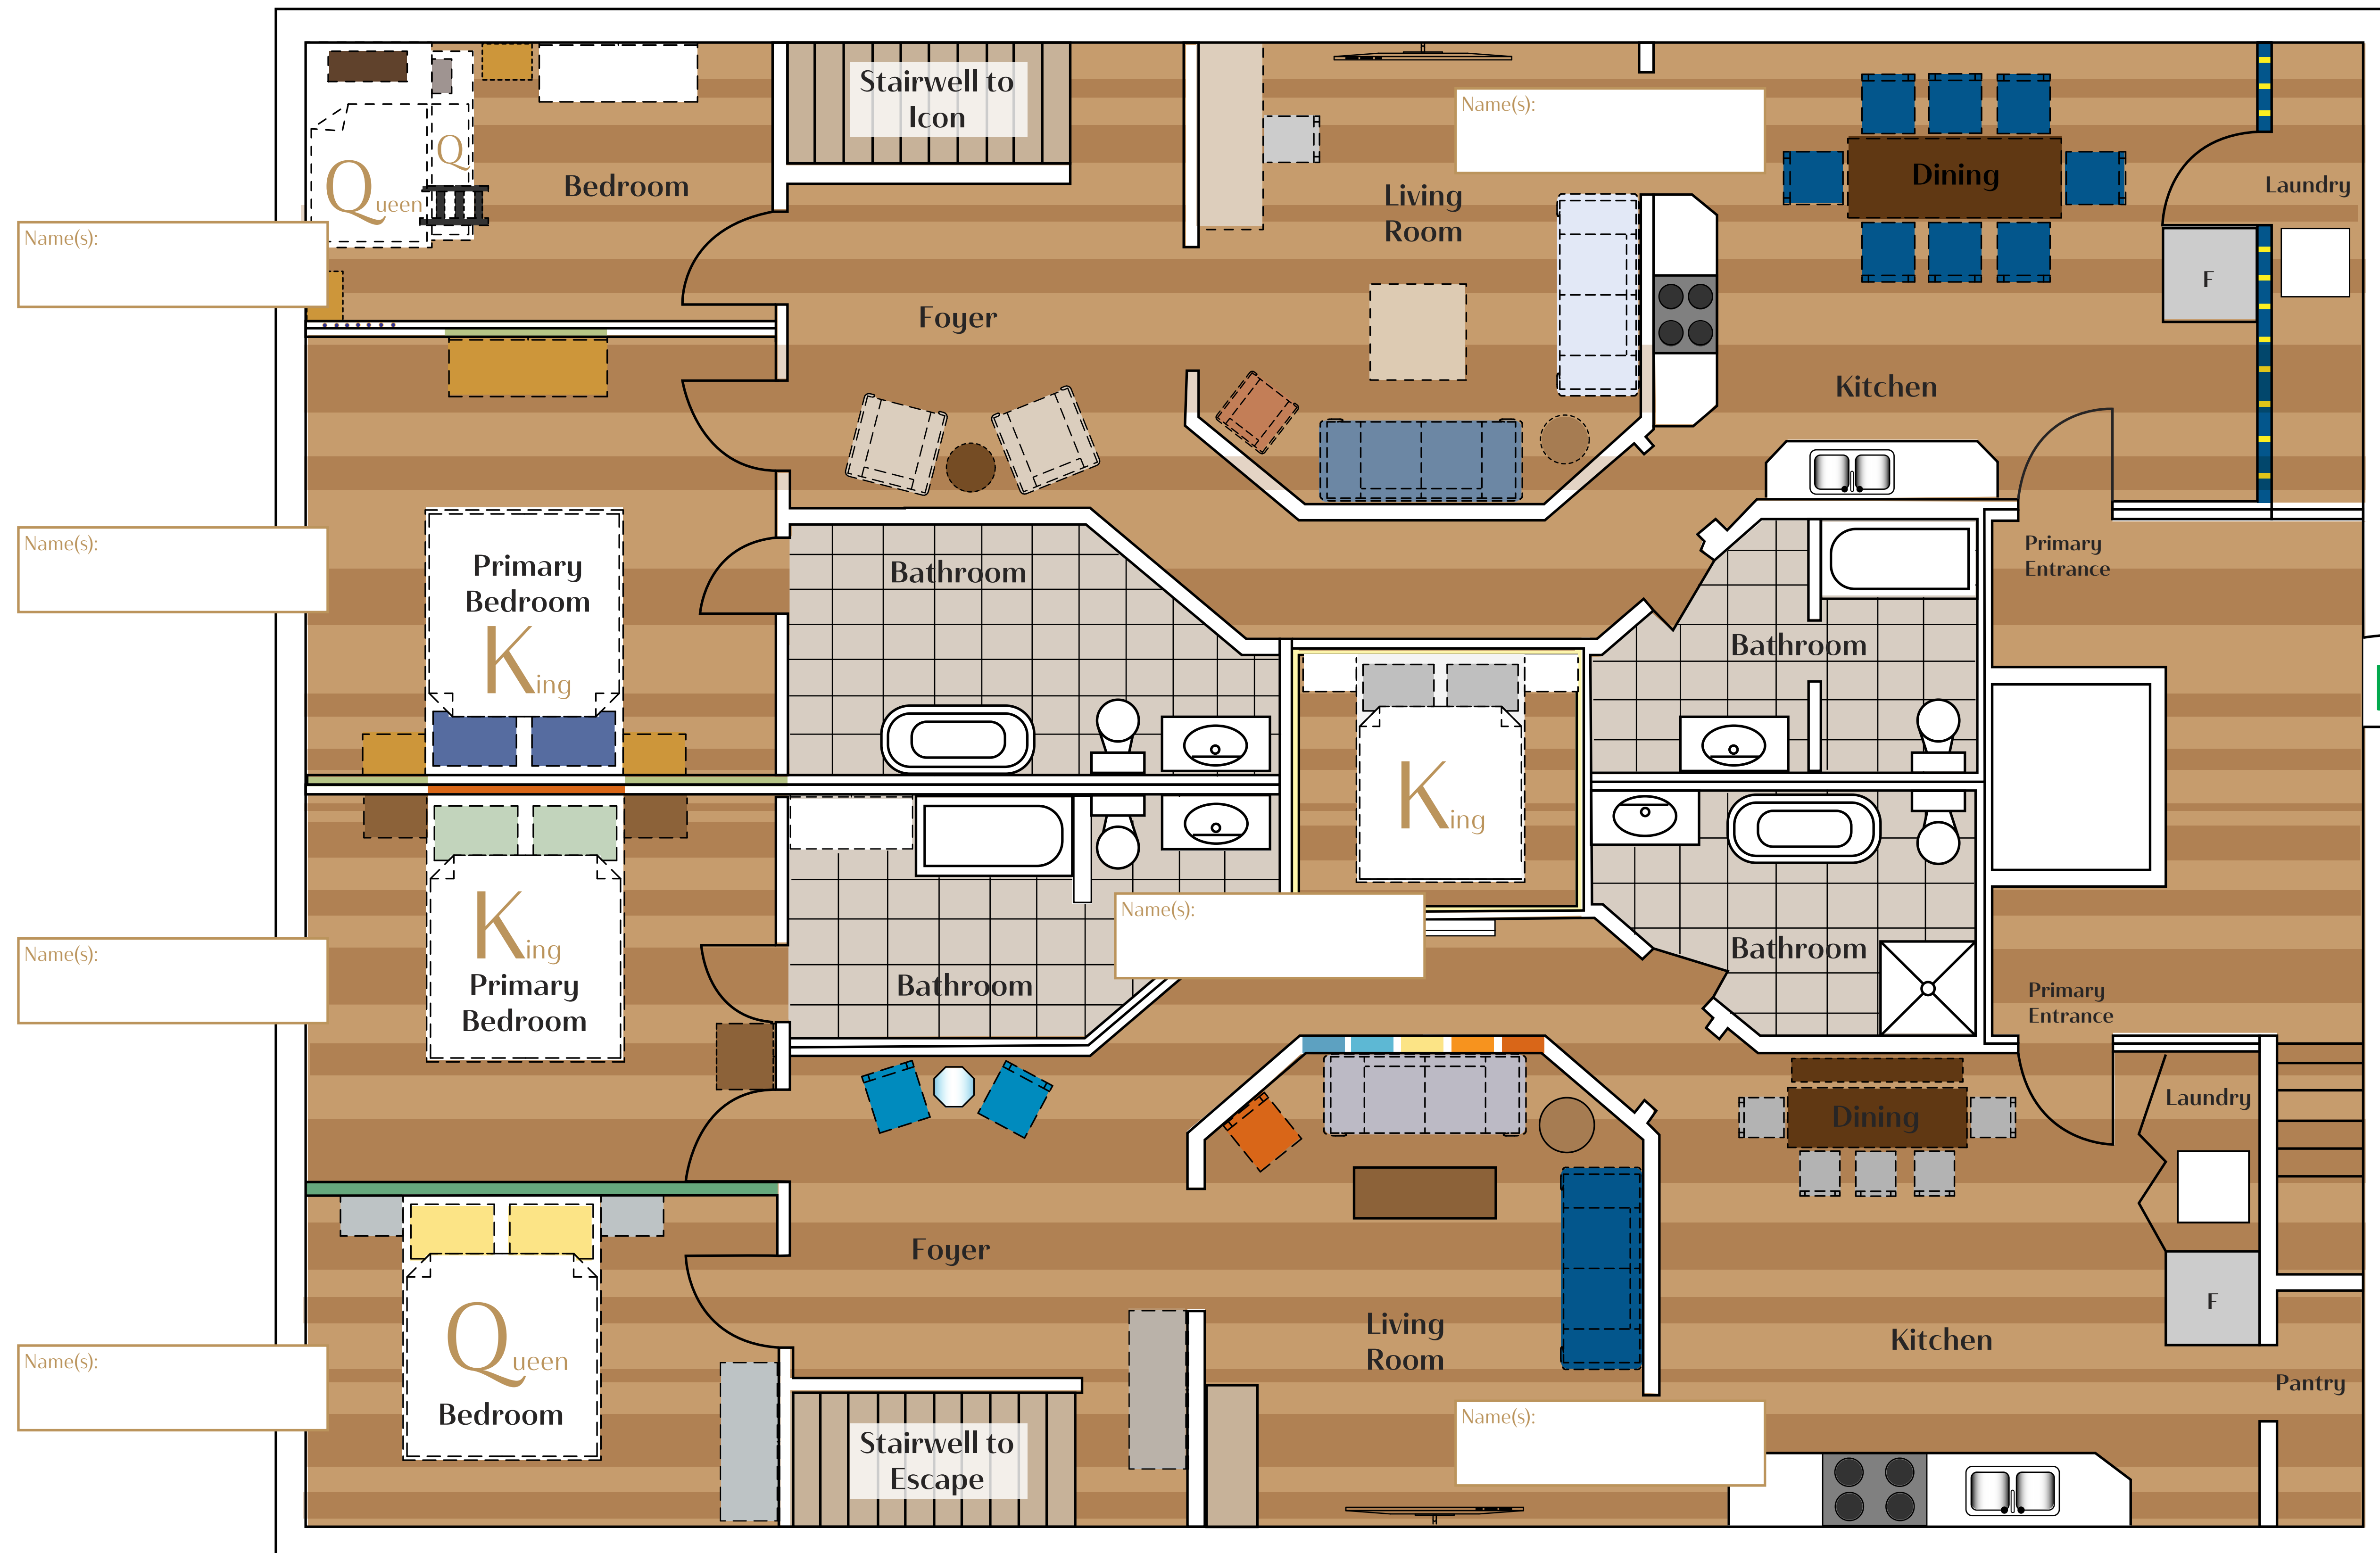 Stairwell to
Icon
Name(s):
Q
Queen
Bedroom
Living
Room
Dining
Laundry
Name(s):
F
Foyer
Kitchen
Name(s):
Primary
Bedroom
King
Bathroom
Primary
Entrance
Bathroom
King
Name(s):
King
Primary
Bedroom
Name(s):
Bathroom
Bathroom
Primary
Entrance
Dining
Laundry
Foyer
Queen
Bedroom
Name(s):
Living
Room
Kitchen
F
Pantry
Stairwell to
Escape
Name(s):